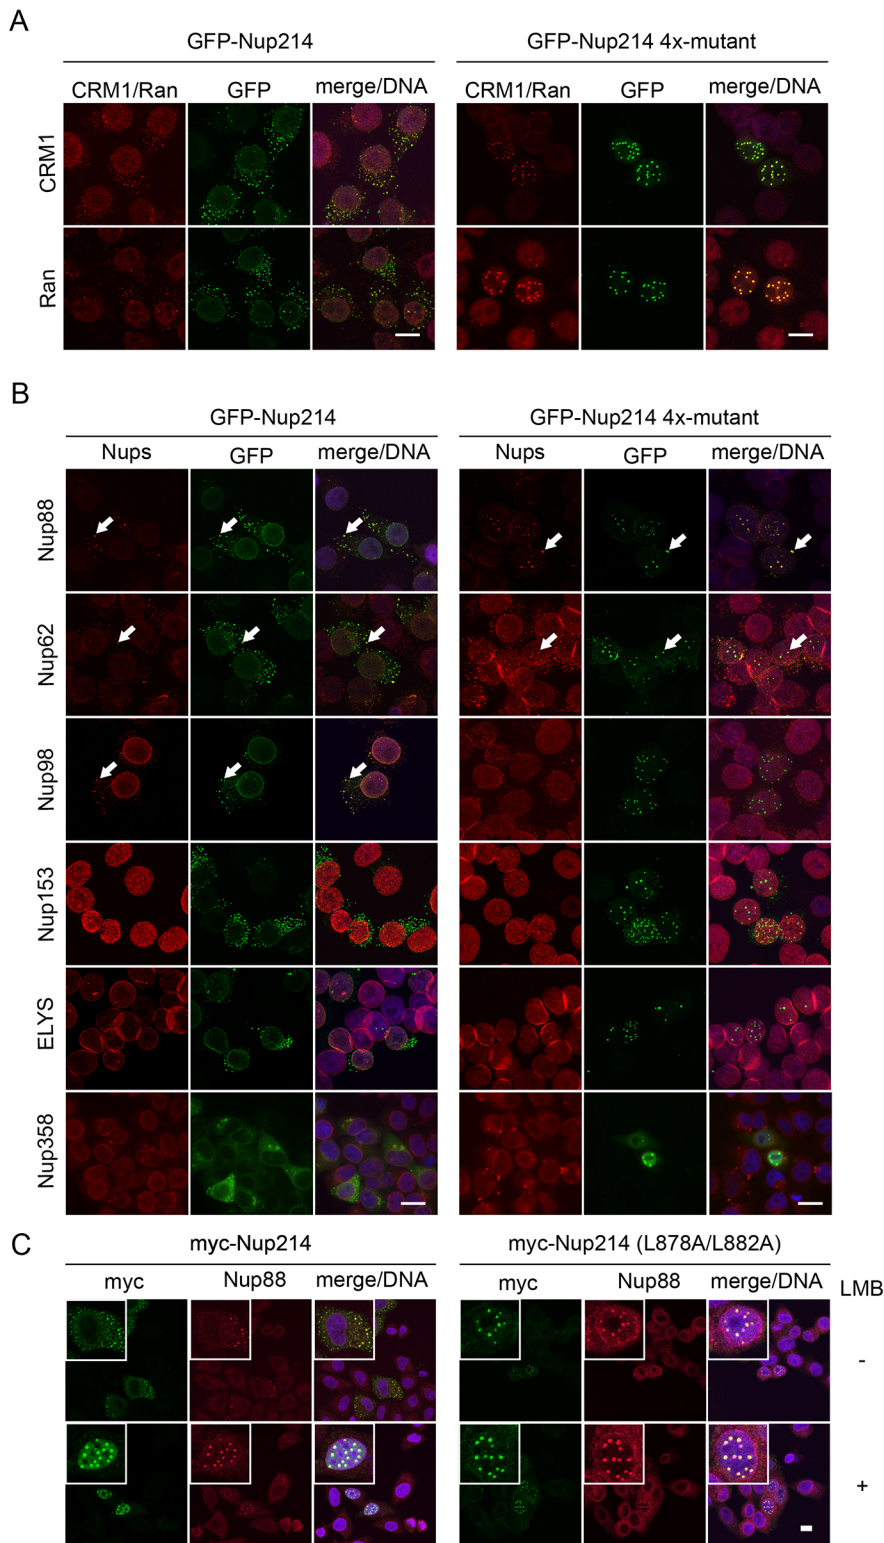 A
GFP-Nup214 GFP-Nup214 4x-mutant
CRM1/Ran GFP merge/DNA CRM1/Ran GFP merge/DNA
CRM1
Ran
B
GFP-Nup214 GFP-Nup214 4x-mutant
Nups GFP merge/DNA Nups GFP merge/DNA
Nup88
Nup62
Nup98
Nup153
ELYS
Nup358
C
myc-Nup214 myc-Nup214 (L878A/L882A)
myc Nup88 merge/DNA myc Nup88 merge/DNA LMB
-
+